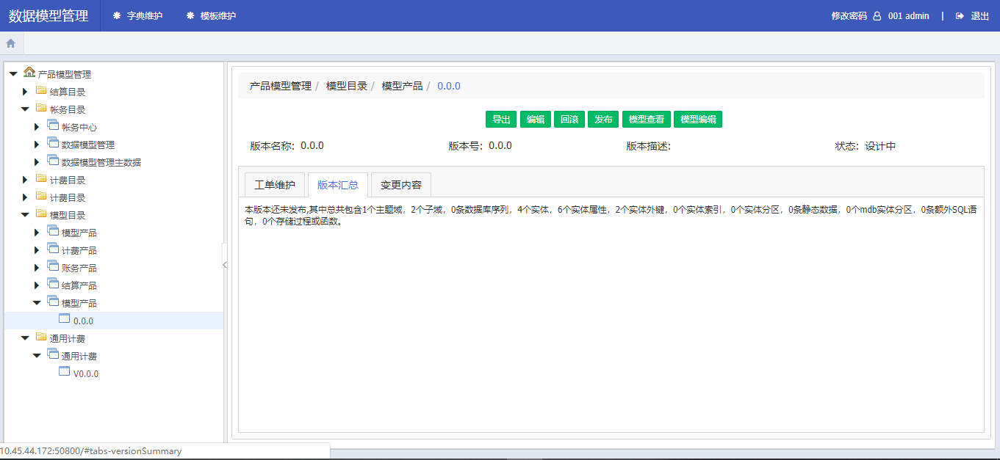 数据模型管理
字典维护
模板维护
修改密码 001 admin | 退出
产品模型管理
结算目录
帐务目录
帐务中心
数据模型管理
数据模型管理主数据
计费目录
计费目录
模型目录
模型产品
计费产品
账务产品
结算产品
模型产品
0.0.0
通用计费
通用计费
V0.0.0
产品模型管理 / 模型目录 / 模型产品 / 0.0.0
导出 编辑 回滚 发布 模型查看 模型编辑
版本名称：0.0.0 版本号：0.0.0 版本描述： 状态：设计中
工单维护 版本汇总 变更内容
本版本还未发布,其中总共包含1个主题域，2个子域，0条数据库序列，4个实体，6个实体属性，2个实体外键，0个实体索引，0个实体分区，0条静态数据，0个mdb实体分区，0条额外SQL语
句，0个存储过程或函数。
10.45.44.172:50800/#tabs-versionSummary